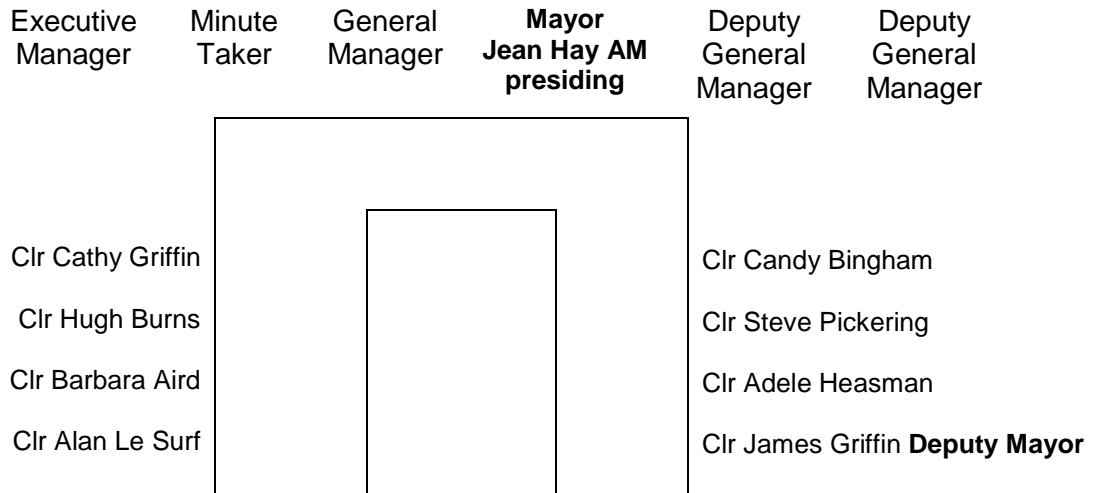 Executive
Manager
Minute
Taker
General
Manager
Mayor
Jean Hay AM
presiding
Deputy
General
Manager
Deputy
General
Manager
Clr Cathy Griffin
Clr Candy Bingham
Clr Hugh Burns
Clr Steve Pickering
Clr Barbara Aird
Clr Adele Heasman
Clr Alan Le Surf
Clr James Griffin Deputy Mayor